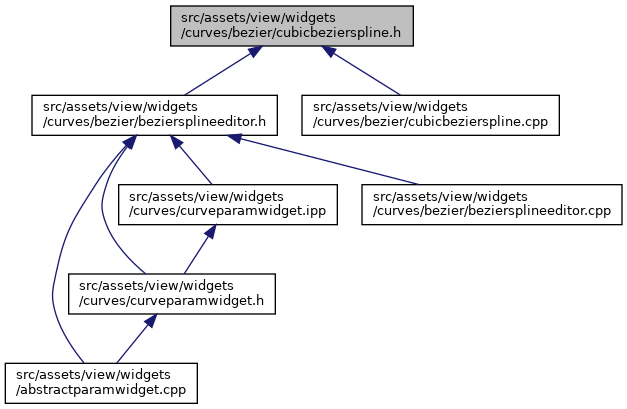 src/assets/view/widgets
/curves/bezier/cubicbezierspline.h
src/assets/view/widgets
/curves/bezier/beziersplineeditor.h
src/assets/view/widgets
/curves/bezier/cubicbezierspline.cpp
src/assets/view/widgets
/curves/curveparamwidget.ipp
src/assets/view/widgets
/curves/bezier/beziersplineeditor.cpp
src/assets/view/widgets
/curves/curveparamwidget.h
src/assets/view/widgets
/abstractparamwidget.cpp